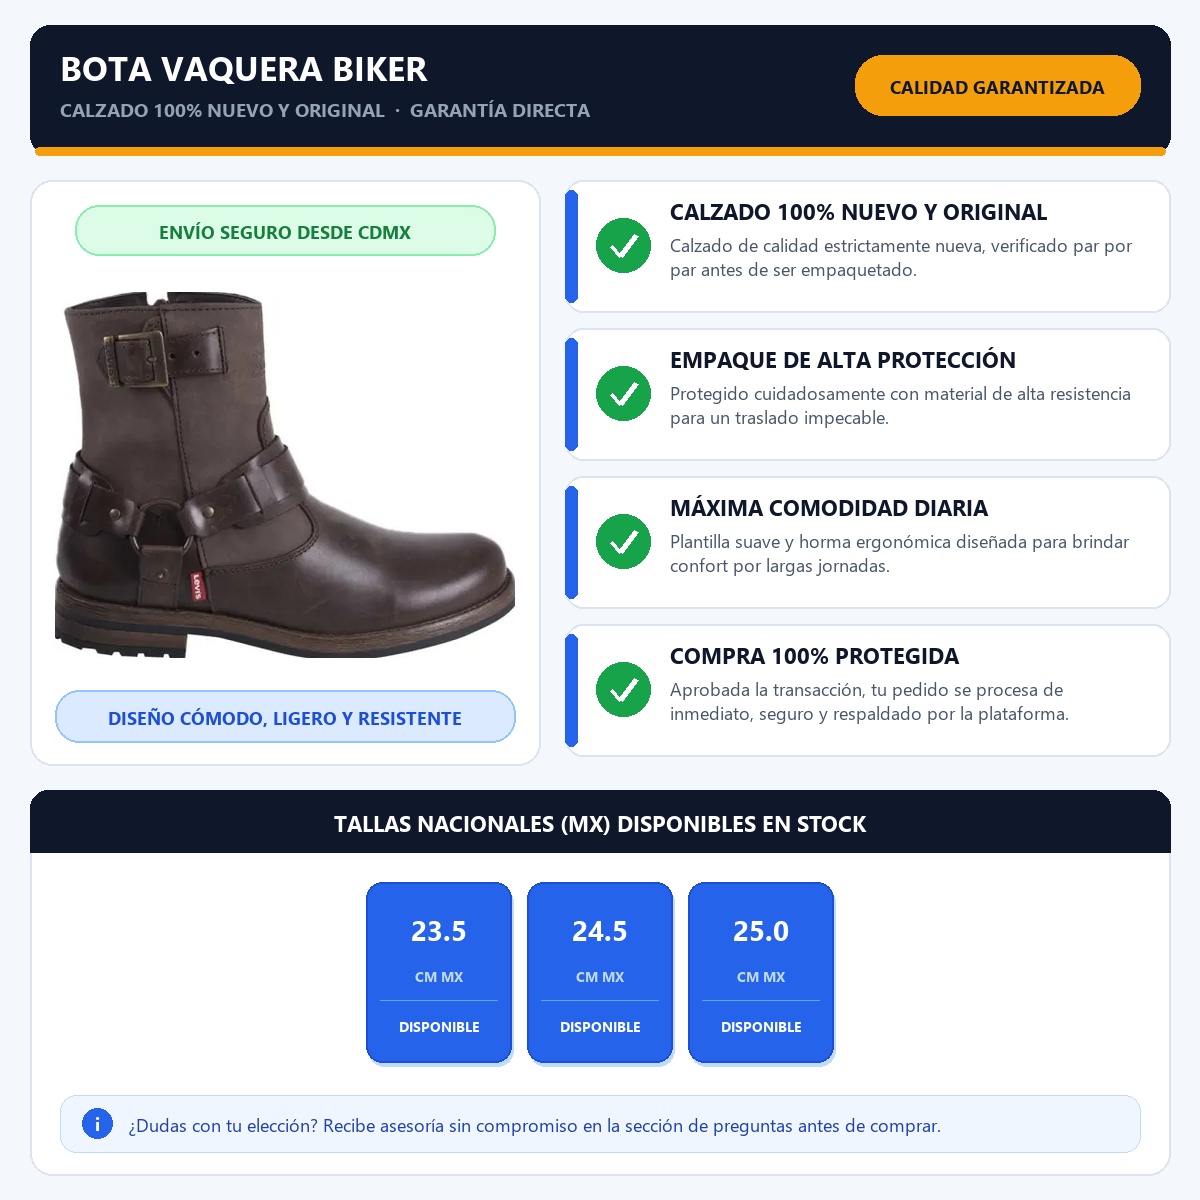 BOTA VAQUERA BIKER
CALZADO 100% NUEVO Y ORIGINAL · GARANTÍA DIRECTA
CALIDAD GARANTIZADA
ENVÍO SEGURO DESDE CDMX
Levi's
DISEÑO CÓMODO, LIGERO Y RESISTENTE
CALZADO 100% NUEVO Y ORIGINAL
Calzado de calidad estrictamente nueva, verificado par por
par antes de ser empaquetado.
EMPAQUE DE ALTA PROTECCIÓN
Protegido cuidadosamente con material de alta resistencia
para un traslado impecable.
MÁXIMA COMODIDAD DIARIA
Plantilla suave y horma ergonómica diseñada para brindar
confort por largas jornadas.
COMPRA 100% PROTEGIDA
Aprobada la transacción, tu pedido se procesa de
inmediato, seguro y respaldado por la plataforma.
TALLAS NACIONALES (MX) DISPONIBLES EN STOCK
23.5
CM MX
DISPONIBLE
24.5
CM MX
DISPONIBLE
25.0
CM MX
DISPONIBLE
¿Dudas con tu elección? Recibe asesoría sin compromiso en la sección de preguntas antes de comprar.